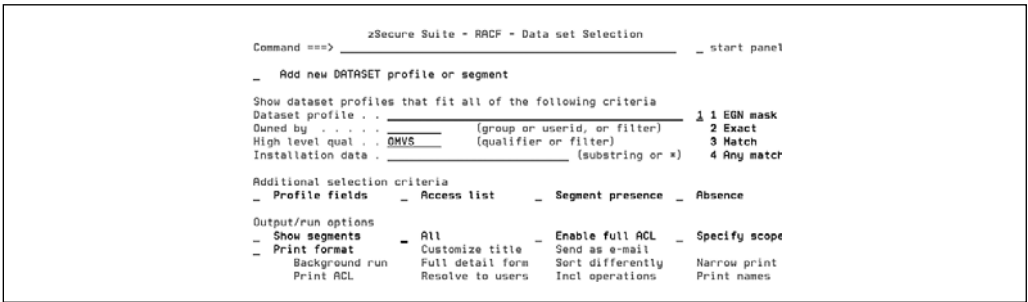 zSecure Suite - RACF - Data set Selection
Command ===> _ start panel
_ Add new DATASET profile or segment
Show dataset profiles that fit all of the following criteria
Dataset profile . . 1 1 EGN mask
Owned by . . . . . (group or userid, or filter) 2 Exact
High level qual . . OMVS (qualifier or filter) 3 Match
Installation data . (substring or *) 4 Any match
Additional selection criteria
_ Profile fields _ Access list _ Segment presence _ Absence
Output/run options
_ Show segments _ All _ Enable full ACL _ Specify scope
_ Print format Customize title Send as e-mail
Background run Full detail form Sort differently Narrow print
Print ACL Resolve to users Incl operations Print names